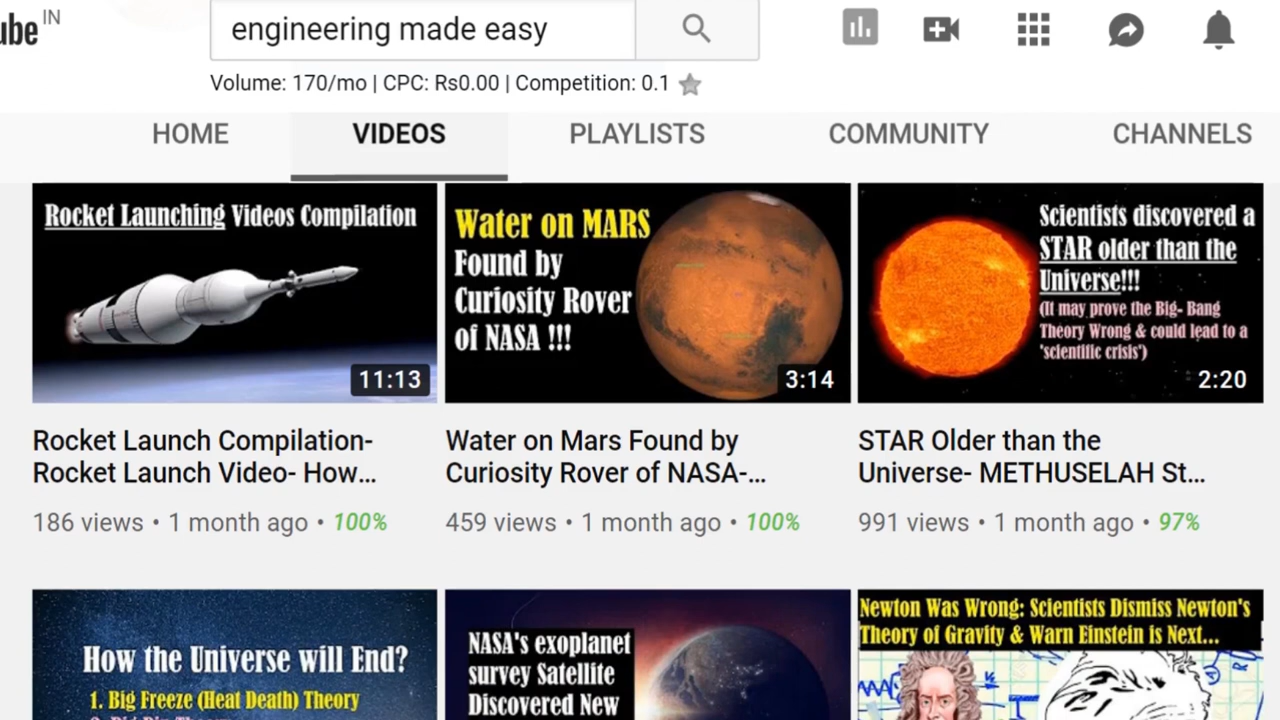 ube IN
engineering made easy
Volume: 170/mo | CPC: Rs0.00 | Competition: 0.1
HOME VIDEOS PLAYLISTS COMMUNITY CHANNELS
Rocket Launching Videos Compilation
11:13
Water on MARS
Found by
Curiosity Rover
of NASA !!!
3:14
Scientists discovered a
STAR older than the
Universe!!!
(It may prove the Big- Bang
Theory Wrong & could lead to a
'scientific crisis')
2:20
Rocket Launch Compilation-
Rocket Launch Video- How...
186 views • 1 month ago • 100%
Water on Mars Found by
Curiosity Rover of NASA-...
459 views • 1 month ago • 100%
STAR Older than the
Universe- METHUSELAH St...
991 views • 1 month ago • 97%
How the Universe will End?
1. Big Freeze (Heat Death) Theory
NASA's exoplanet
survey Satellite
Discovered New
Newton Was Wrong: Scientists Dismiss Newton's
Theory of Gravity & Warn Einstein is Next...